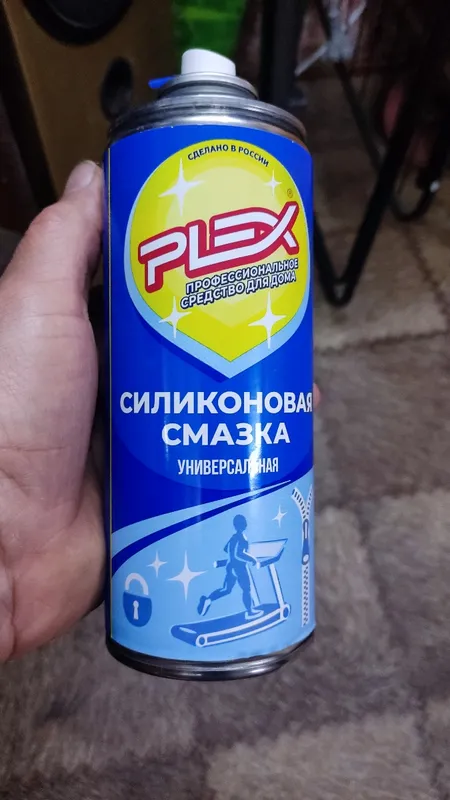 СДЕЛАНО В РОССИИ
PLEX®
ПРОФЕССИОНАЛЬНОЕ
СРЕДСТВО ДЛЯ ДОМА
СИЛИКОНОВАЯ
СМАЗКА
УНИВЕРСАЛЬНАЯ